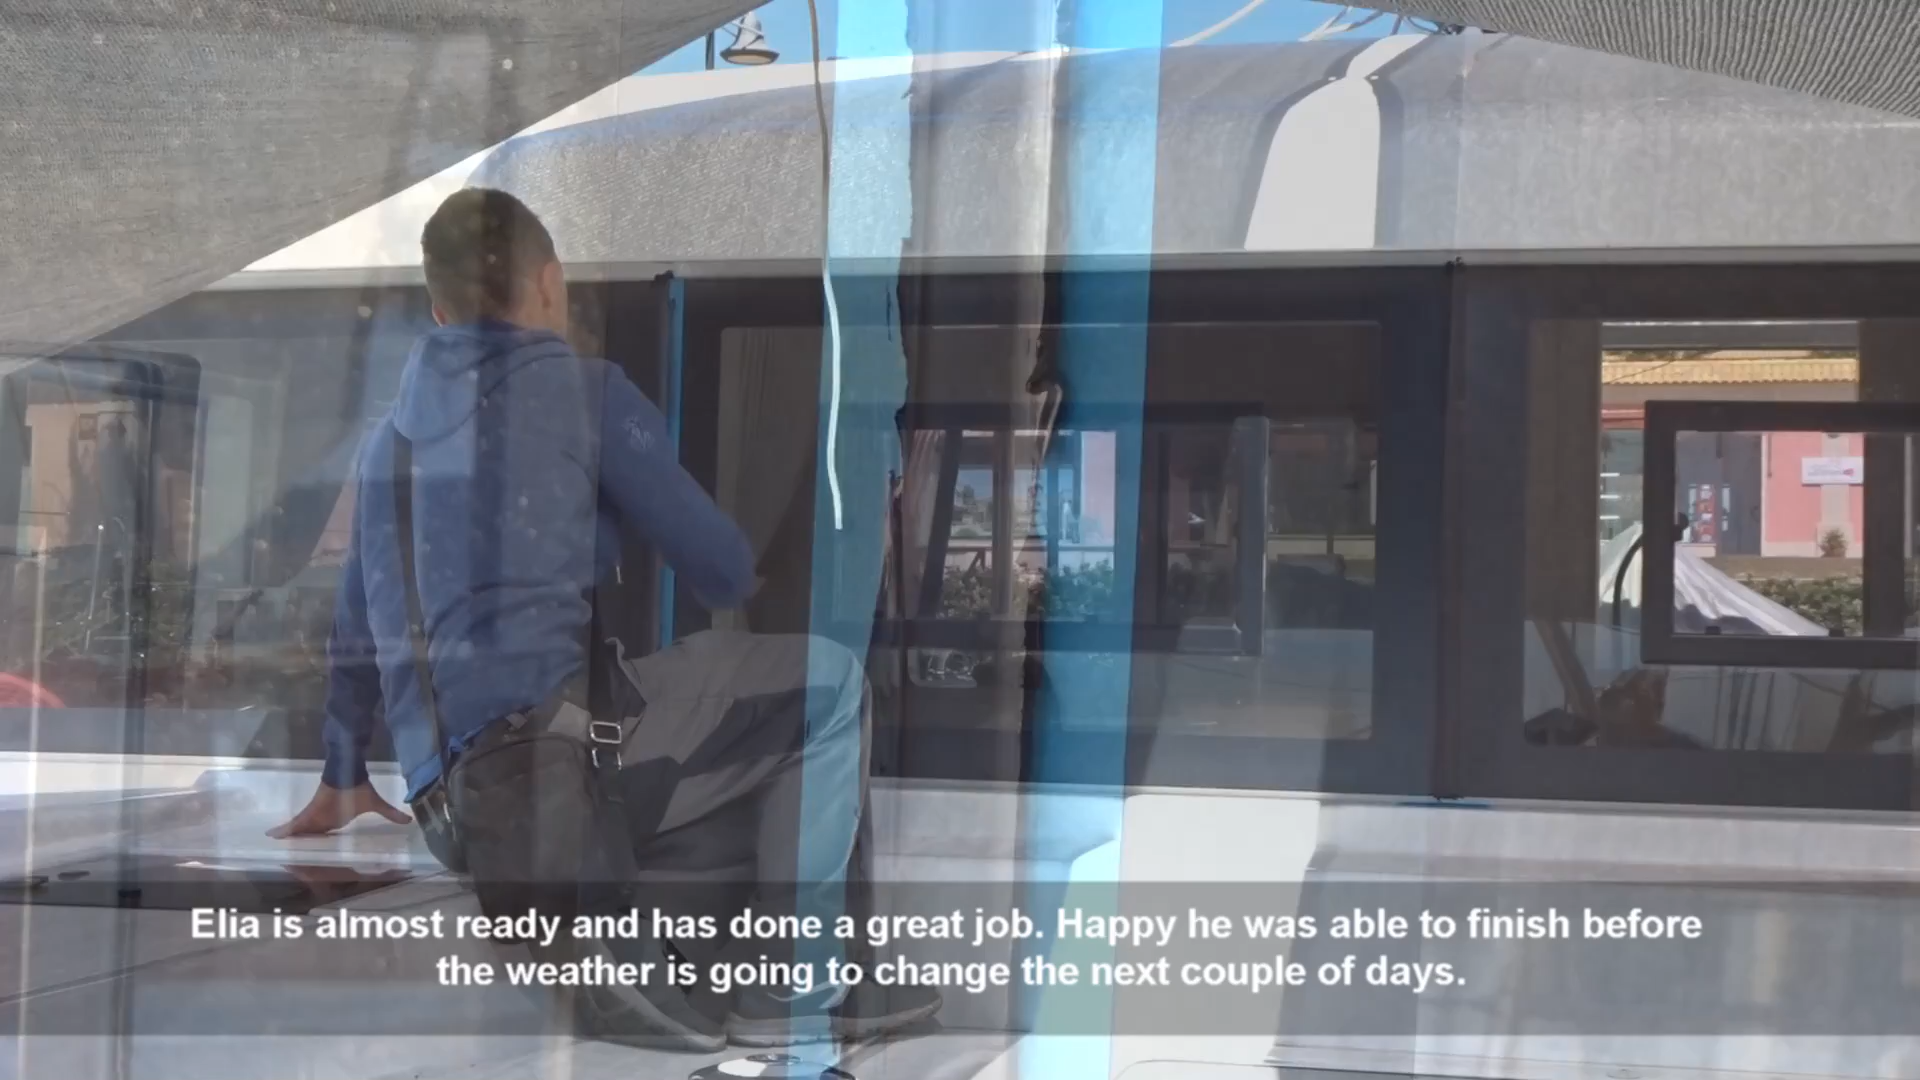 Elia is almost ready and has done a great job. Happy he was able to finish before
the weather is going to change the next couple of days.